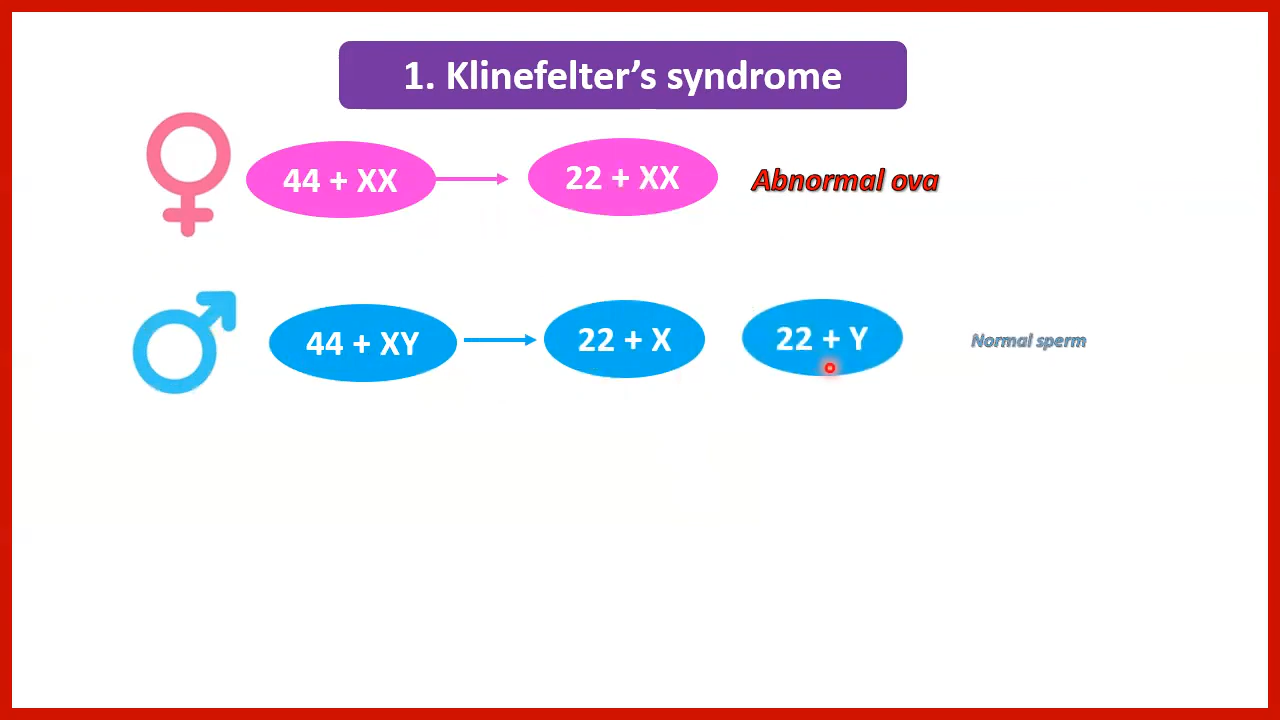 1. Klinefelter’s syndrome
44 + XX
22 + XX
Abnormal ova
44 + XY
22 + X
22 + Y
Normal sperm